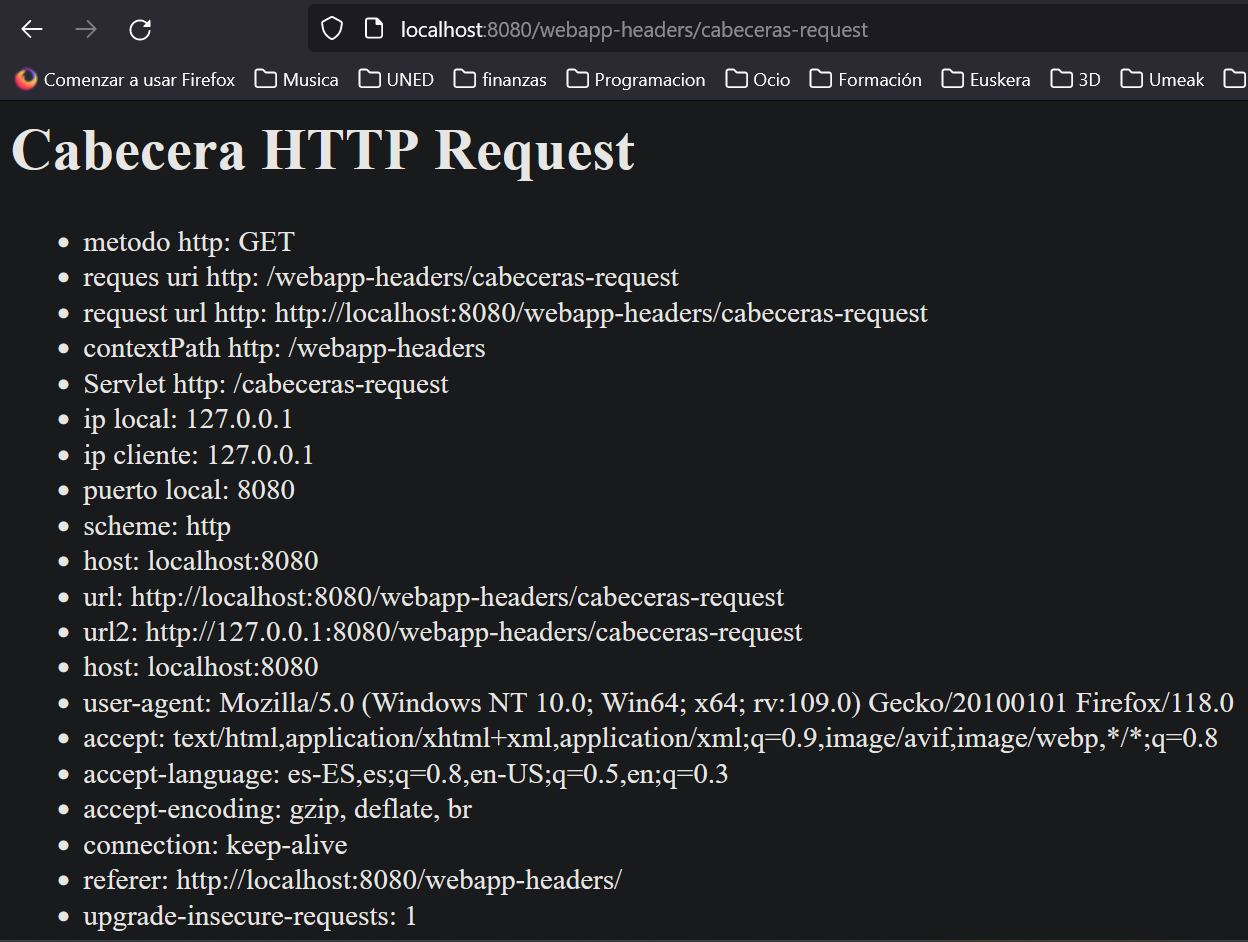 localhost:8080/webapp-headers/cabeceras-request
Comenzar a usar Firefox Musica UNED finanzas Programacion Ocio Formación Euskera 3D Umeak
Cabecera HTTP Request
• metodo http: GET
• reques uri http: /webapp-headers/cabeceras-request
• request url http: http://localhost:8080/webapp-headers/cabeceras-request
• contextPath http: /webapp-headers
• Servlet http: /cabeceras-request
• ip local: 127.0.0.1
• ip cliente: 127.0.0.1
• puerto local: 8080
• scheme: http
• host: localhost:8080
• url: http://localhost:8080/webapp-headers/cabeceras-request
• url2: http://127.0.0.1:8080/webapp-headers/cabeceras-request
• host: localhost:8080
• user-agent: Mozilla/5.0 (Windows NT 10.0; Win64; x64; rv:109.0) Gecko/20100101 Firefox/118.0
• accept: text/html,application/xhtml+xml,application/xml;q=0.9,image/avif,image/webp,*/*;q=0.8
• accept-language: es-ES,es;q=0.8,en-US;q=0.5,en;q=0.3
• accept-encoding: gzip, deflate, br
• connection: keep-alive
• referer: http://localhost:8080/webapp-headers/
• upgrade-insecure-requests: 1